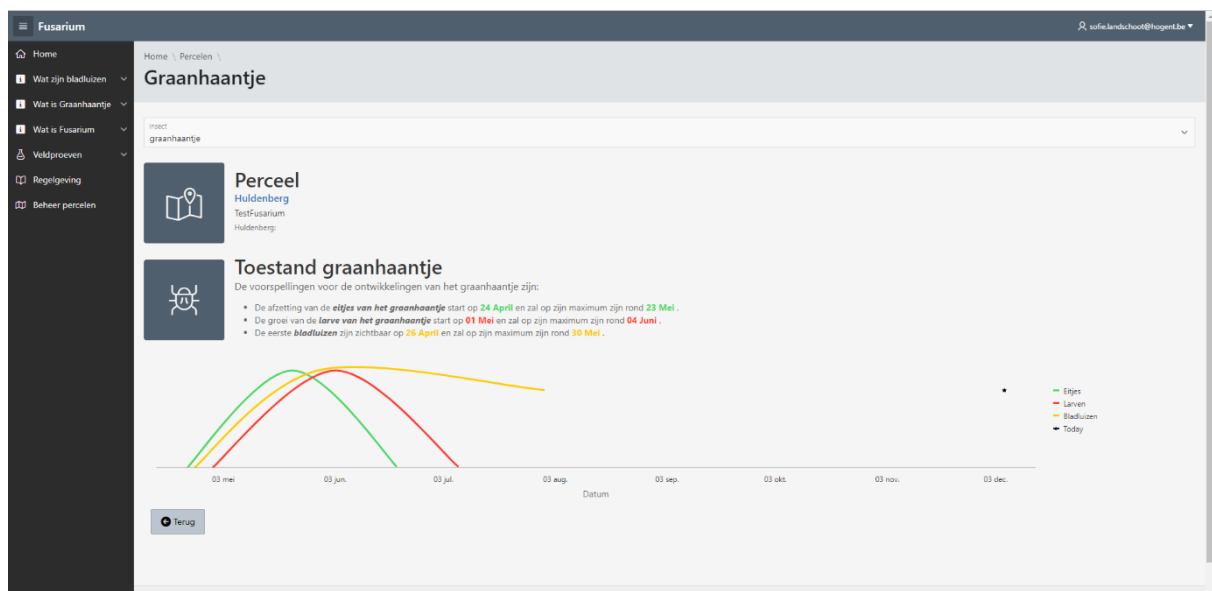 Fusarium
sofie.landschoot@hogent.be
Home
Wat zijn bladluizen
Wat is Graanhaantje
Wat is Fusarium
Veldproeven
Regelgeving
Beheer percelen
Home \ Percelen \
Graanhaantje
Insect
graanhaantje
Perceel
Huldenberg
TestFusarium
Huldenberg:
Toestand graanhaantje
De voorspellingen voor de ontwikkelingen van het graanhaantje zijn:
De afzetting van de eitjes van het graanhaantje start op 24 April en zal op zijn maximum zijn rond 23 Mei .
De groei van de larve van het graanhaantje start op 01 Mei en zal op zijn maximum zijn rond 04 Juni .
De eerste bladluizen zijn zichtbaar op 26 April en zal op zijn maximum zijn rond 30 Mei .
Eitjes
Larven
Bladluizen
Today
03 mei 03 jun. 03 jul. 03 aug. 03 sep. 03 okt. 03 nov. 03 dec.
Datum
Terug